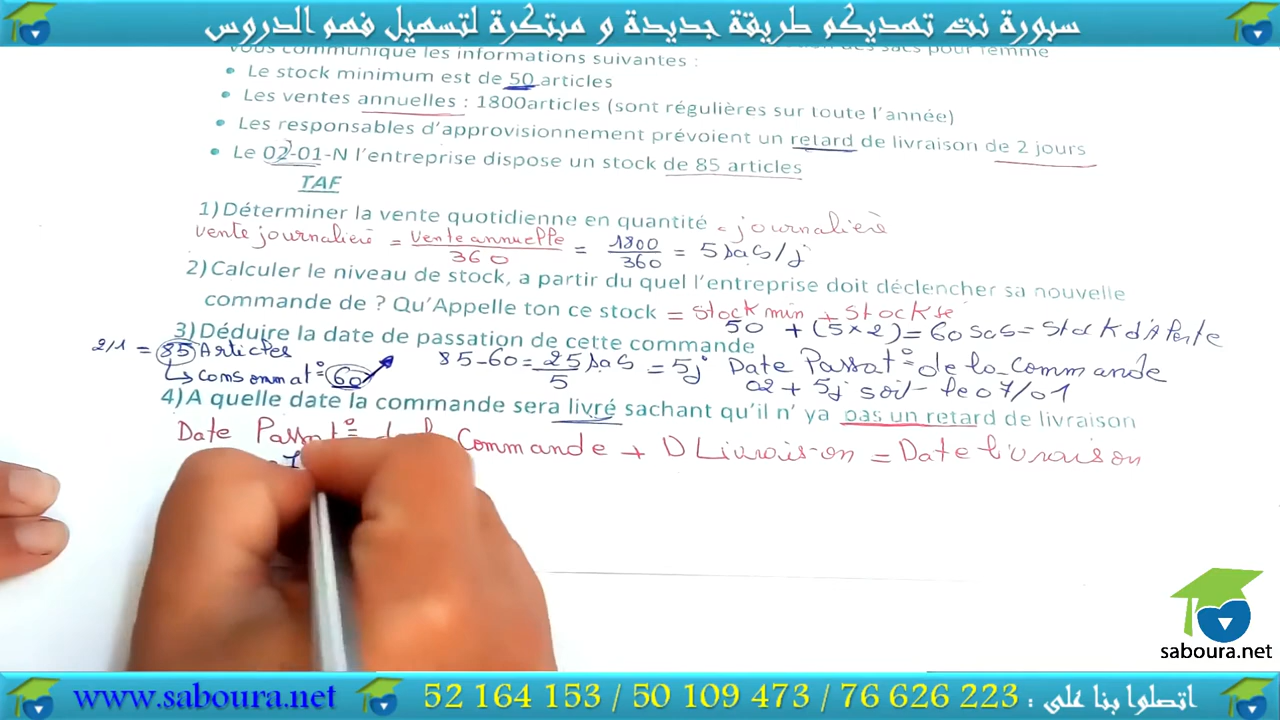 سبورة نت تهديكم طريقة جديدة و مبتكرة لتسهيل فهم الدروس
vous communique les informations suivantes :
• Le stock minimum est de 50 articles
• Les ventes annuelles : 1800articles (sont régulières sur toute l'année)
• Les responsables d'approvisionnement prévoient un retard de livraison de 2 jours
• Le 02-01-N l'entreprise dispose un stock de 85 articles
TAF
1) Déterminer la vente quotidienne en quantité = journalière
vente journalière = vente annuelle / 360 = 1800 / 360 = 5 sacs/j
2) Calculer le niveau de stock, a partir du quel l'entreprise doit déclencher sa nouvelle
commande de ? Qu'Appelle ton ce stock = Stock min + Stock se
50 + (5 x 2) = 60 sacs = Stock d'Alerte
3) Déduire la date de passation de cette commande
2/1 = 85 Articles
consommat° 60
85-60 = 25 sacs / 5 = 5j Date Passat° de la Commande
02 + 5j soit le 07/01
4) A quelle date la commande sera livré sachant qu'il n' ya pas un retard de livraison
Date Passat° Commande + D Livraison = Date livraison
saboura.net
www.saboura.net
52 164 153 / 50 109 473 / 76 626 223 : اتصلوا بنا على